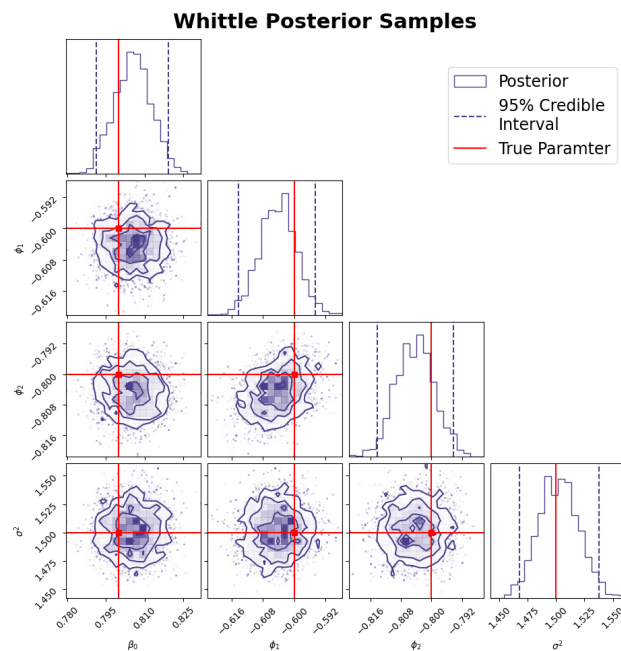 Whittle Posterior Samples
Posterior
95% Credible
Interval
True Paramter
−0.592
−0.600
−0.608
−0.616
ϕ1
−0.792
−0.800
−0.808
−0.816
ϕ2
1.550
1.525
1.500
1.475
1.450
σ²
0.780
0.795
0.810
0.825
β0
−0.616
−0.608
−0.600
−0.592
ϕ1
−0.816
−0.808
−0.800
−0.792
ϕ2
1.450
1.475
1.500
1.525
1.550
σ²